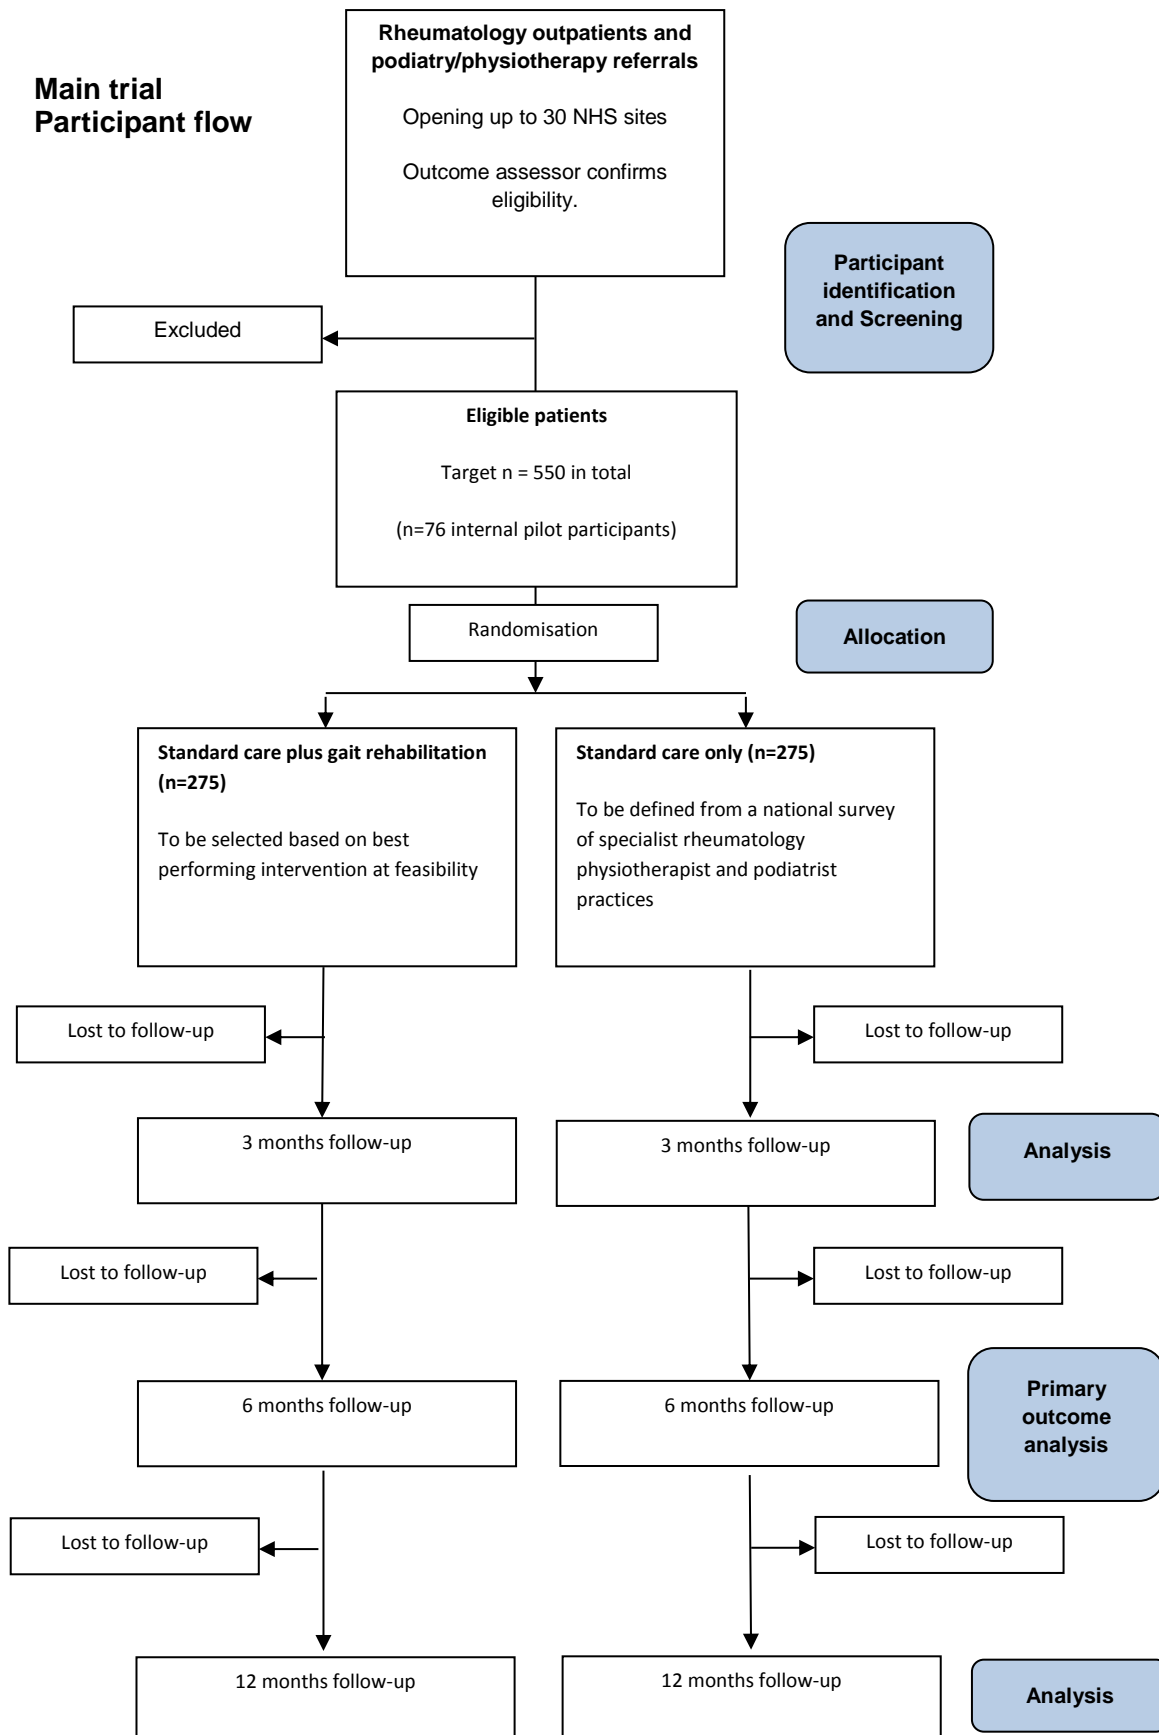 Main trial
Participant flow
Rheumatology outpatients and
podiatry/physiotherapy referrals
Opening up to 30 NHS sites
Outcome assessor confirms
eligibility.
Participant
identification
and Screening
Excluded
Eligible patients
Target n = 550 in total
(n=76 internal pilot participants)
Randomisation
Allocation
Standard care plus gait rehabilitation
(n=275)
To be selected based on best
performing intervention at feasibility
Standard care only (n=275)
To be defined from a national survey
of specialist rheumatology
physiotherapist and podiatrist
practices
Lost to follow-up
Lost to follow-up
3 months follow-up
3 months follow-up
Analysis
Lost to follow-up
Lost to follow-up
6 months follow-up
6 months follow-up
Primary
outcome
analysis
Lost to follow-up
Lost to follow-up
12 months follow-up
12 months follow-up
Analysis